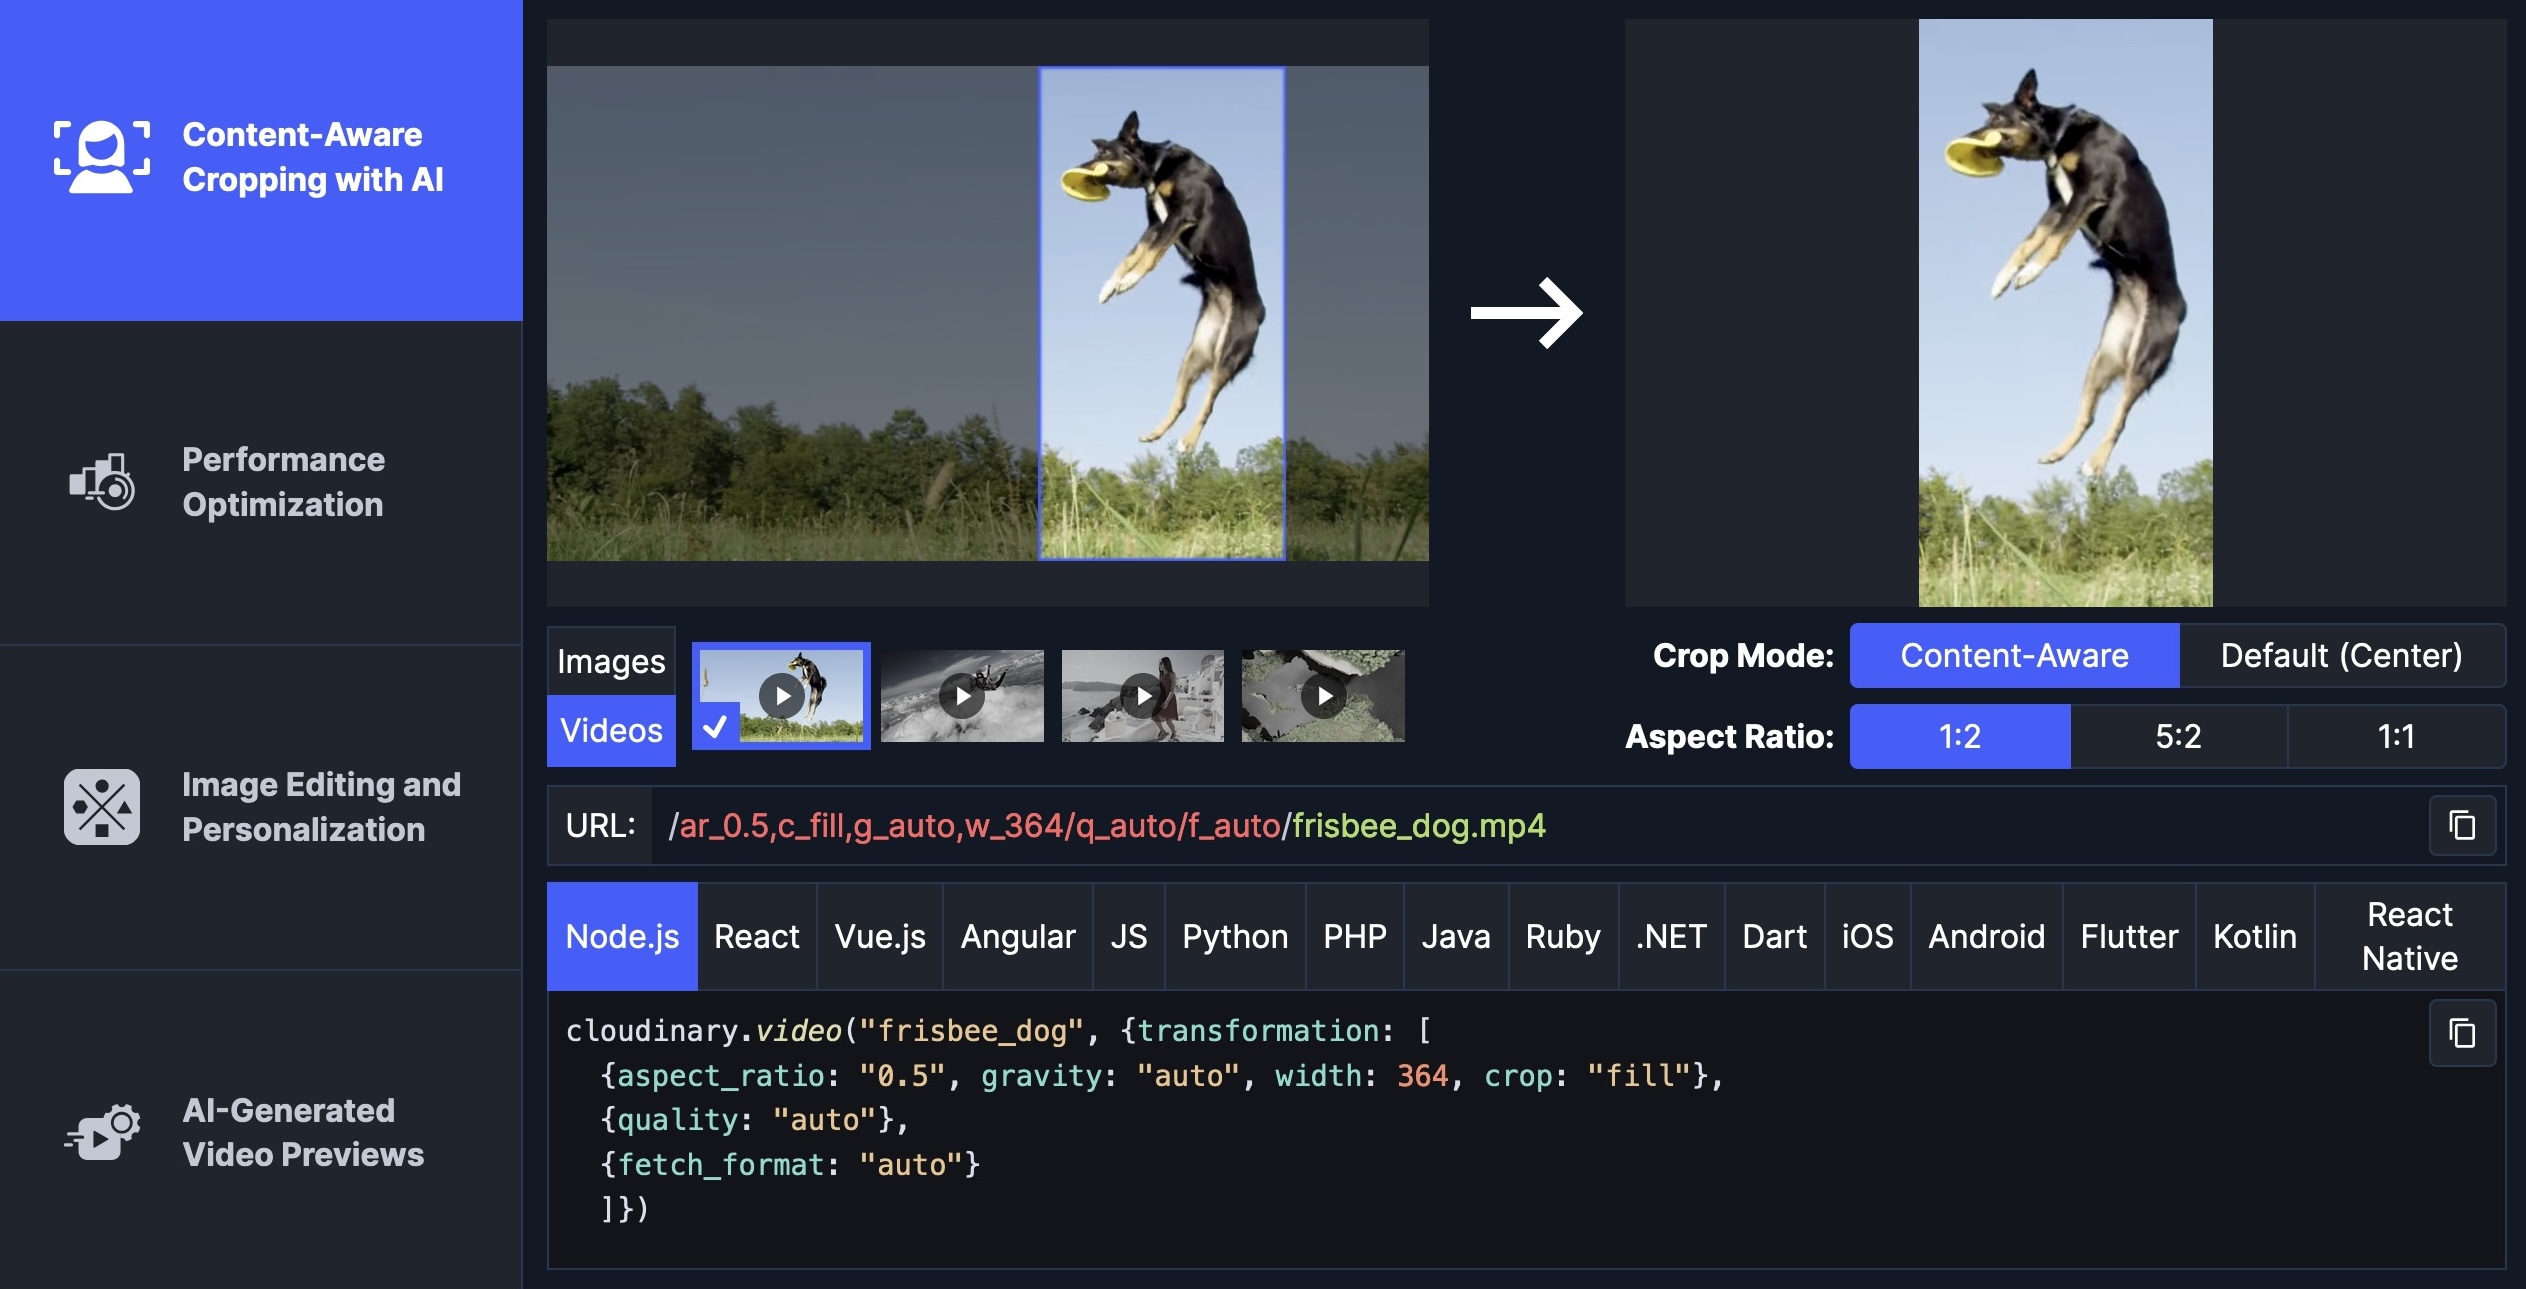 Content-Aware
Cropping with AI
Performance
Optimization
Image Editing and
Personalization
AI-Generated
Video Previews
Images
Videos
Crop Mode: Content-Aware Default (Center)
Aspect Ratio: 1:2 5:2 1:1
URL: /ar_0.5,c_fill,g_auto,w_364/q_auto/f_auto/frisbee_dog.mp4
Node.js React Vue.js Angular JS Python PHP Java Ruby .NET Dart iOS Android Flutter Kotlin React
Native
cloudinary.video("frisbee_dog", {transformation: [
  {aspect_ratio: "0.5", gravity: "auto", width: 364, crop: "fill"},
  {quality: "auto"},
  {fetch_format: "auto"}
  ]})